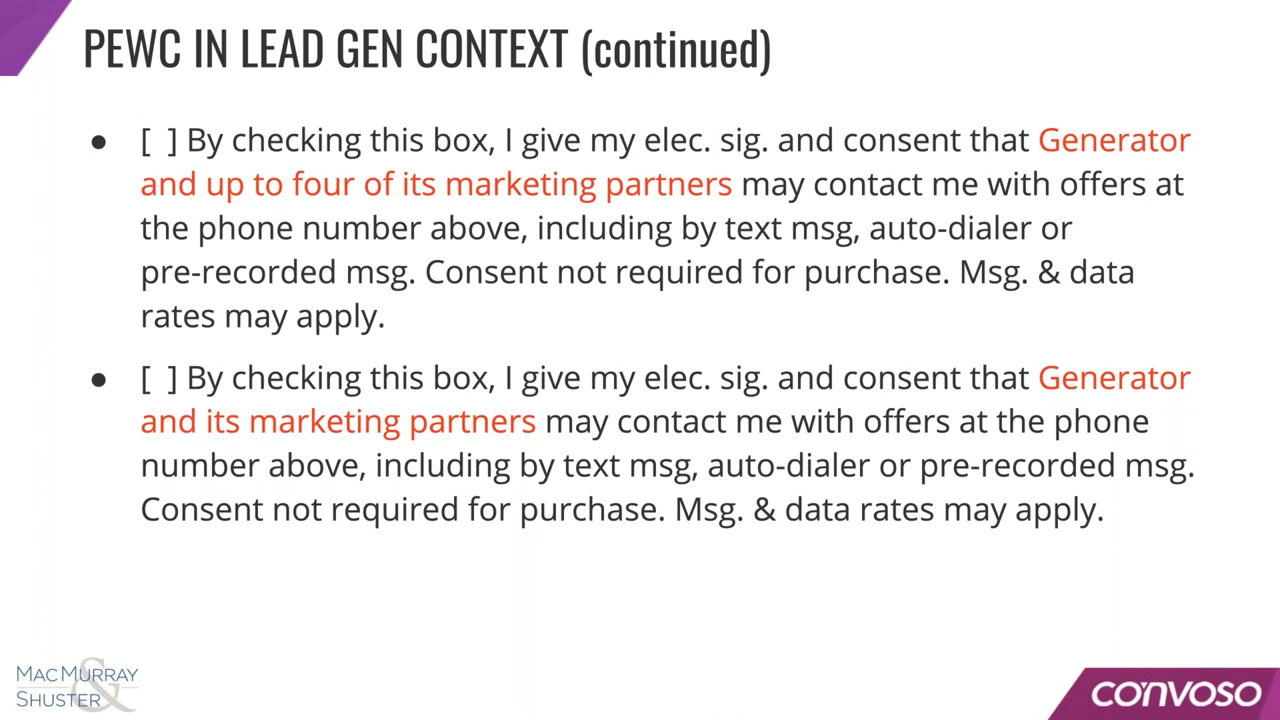 PEWC IN LEAD GEN CONTEXT (continued)
● [ ] By checking this box, I give my elec. sig. and consent that Generator
and up to four of its marketing partners may contact me with offers at
the phone number above, including by text msg, auto-dialer or
pre-recorded msg. Consent not required for purchase. Msg. & data
rates may apply.
● [ ] By checking this box, I give my elec. sig. and consent that Generator
and its marketing partners may contact me with offers at the phone
number above, including by text msg, auto-dialer or pre-recorded msg.
Consent not required for purchase. Msg. & data rates may apply.
MACMURRAY
& SHUSTER
CONVOSO